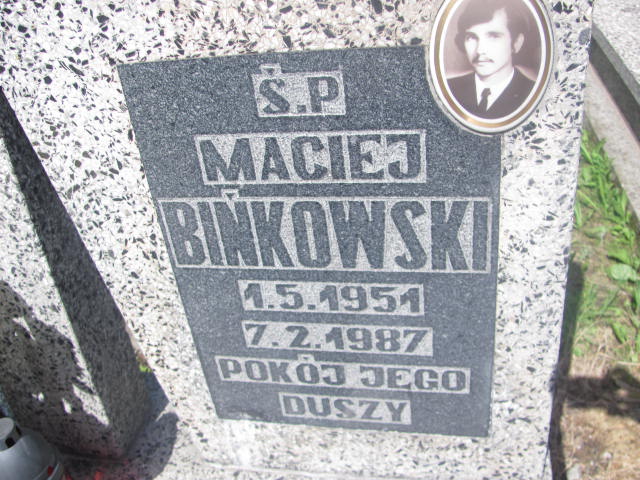 Ś.P
MACIEJ
BIŃKOWSKI
1.5.1951
7.2.1987
POKÓJ JEGO
DUSZY